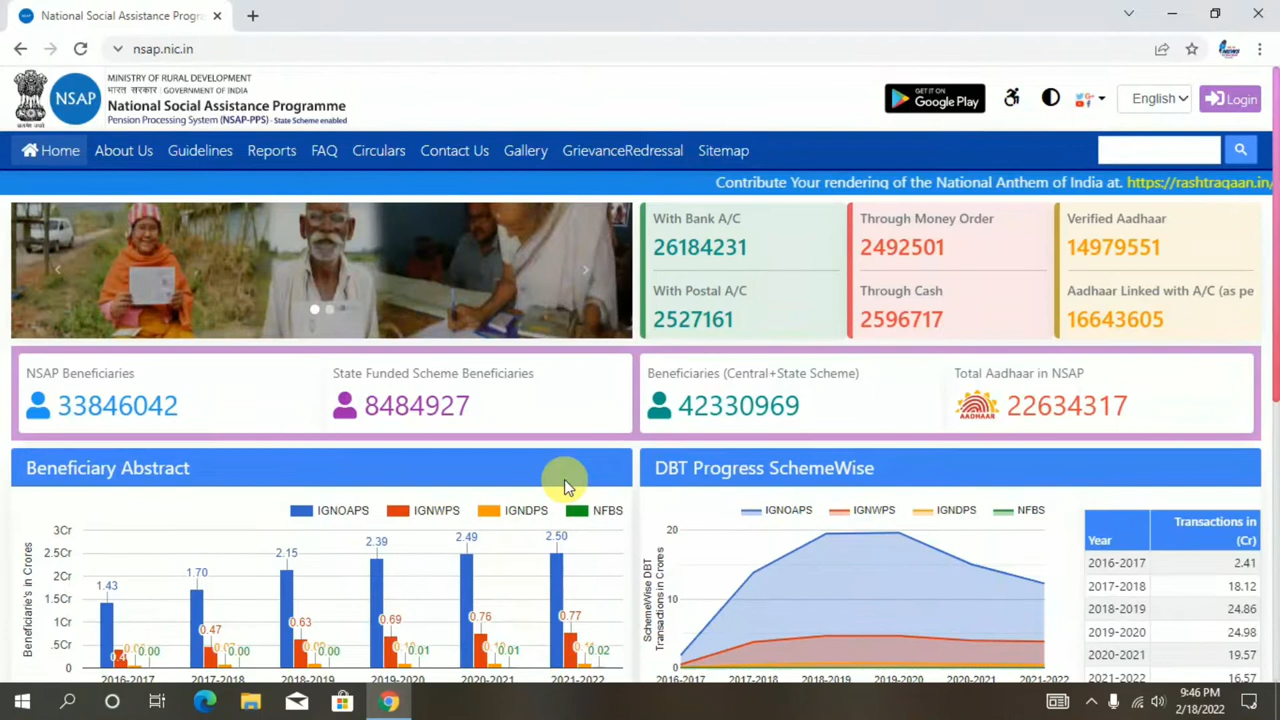 National Social Assistance Progr
nsap.nic.in
NSAP
सत्यमेव जयते
MINISTRY OF RURAL DEVELOPMENT
भारत सरकार | GOVERNMENT OF INDIA
National Social Assistance Programme
Pension Processing System (NSAP-PPS) - State Scheme enabled
GET IT ON
Google Play
English
Login
Home
About Us
Guidelines
Reports
FAQ
Circulars
Contact Us
Gallery
GrievanceRedressal
Sitemap
Contribute Your rendering of the National Anthem of India at. https://rashtragaan.in/
With Bank A/C
26184231
With Postal A/C
2527161
Through Money Order
2492501
Through Cash
2596717
Verified Aadhaar
14979551
Aadhaar Linked with A/C (as pe
16643605
NSAP Beneficiaries
33846042
State Funded Scheme Beneficiaries
8484927
Beneficiaries (Central+State Scheme)
42330969
Total Aadhaar in NSAP
AADHAAR
22634317
Beneficiary Abstract
IGNOAPS IGNWPS IGNDPS NFBS
Beneficiarie's in Crores
3Cr
2.5Cr
2Cr
1.5Cr
1Cr
.5Cr
0
1.43
0.00
1.70
0.47
0.00
2.15
0.63
0.00
2.39
0.69
0.01
2.49
0.76
0.01
2.50
0.77
0.02
2016-2017 2017-2018 2018-2019 2019-2020 2020-2021 2021-2022
DBT Progress SchemeWise
IGNOAPS IGNWPS IGNDPS NFBS
SchemeWise DBT
Transactions in Crores
20
10
0
2016-2017 2017-2018 2018-2019 2019-2020 2020-2021 2021-2022
Year Transactions in (Cr)
2016-2017 2.41
2017-2018 18.12
2018-2019 24.86
2019-2020 24.98
2020-2021 19.57
2021-2022 16.57
9:46 PM
2/18/2022